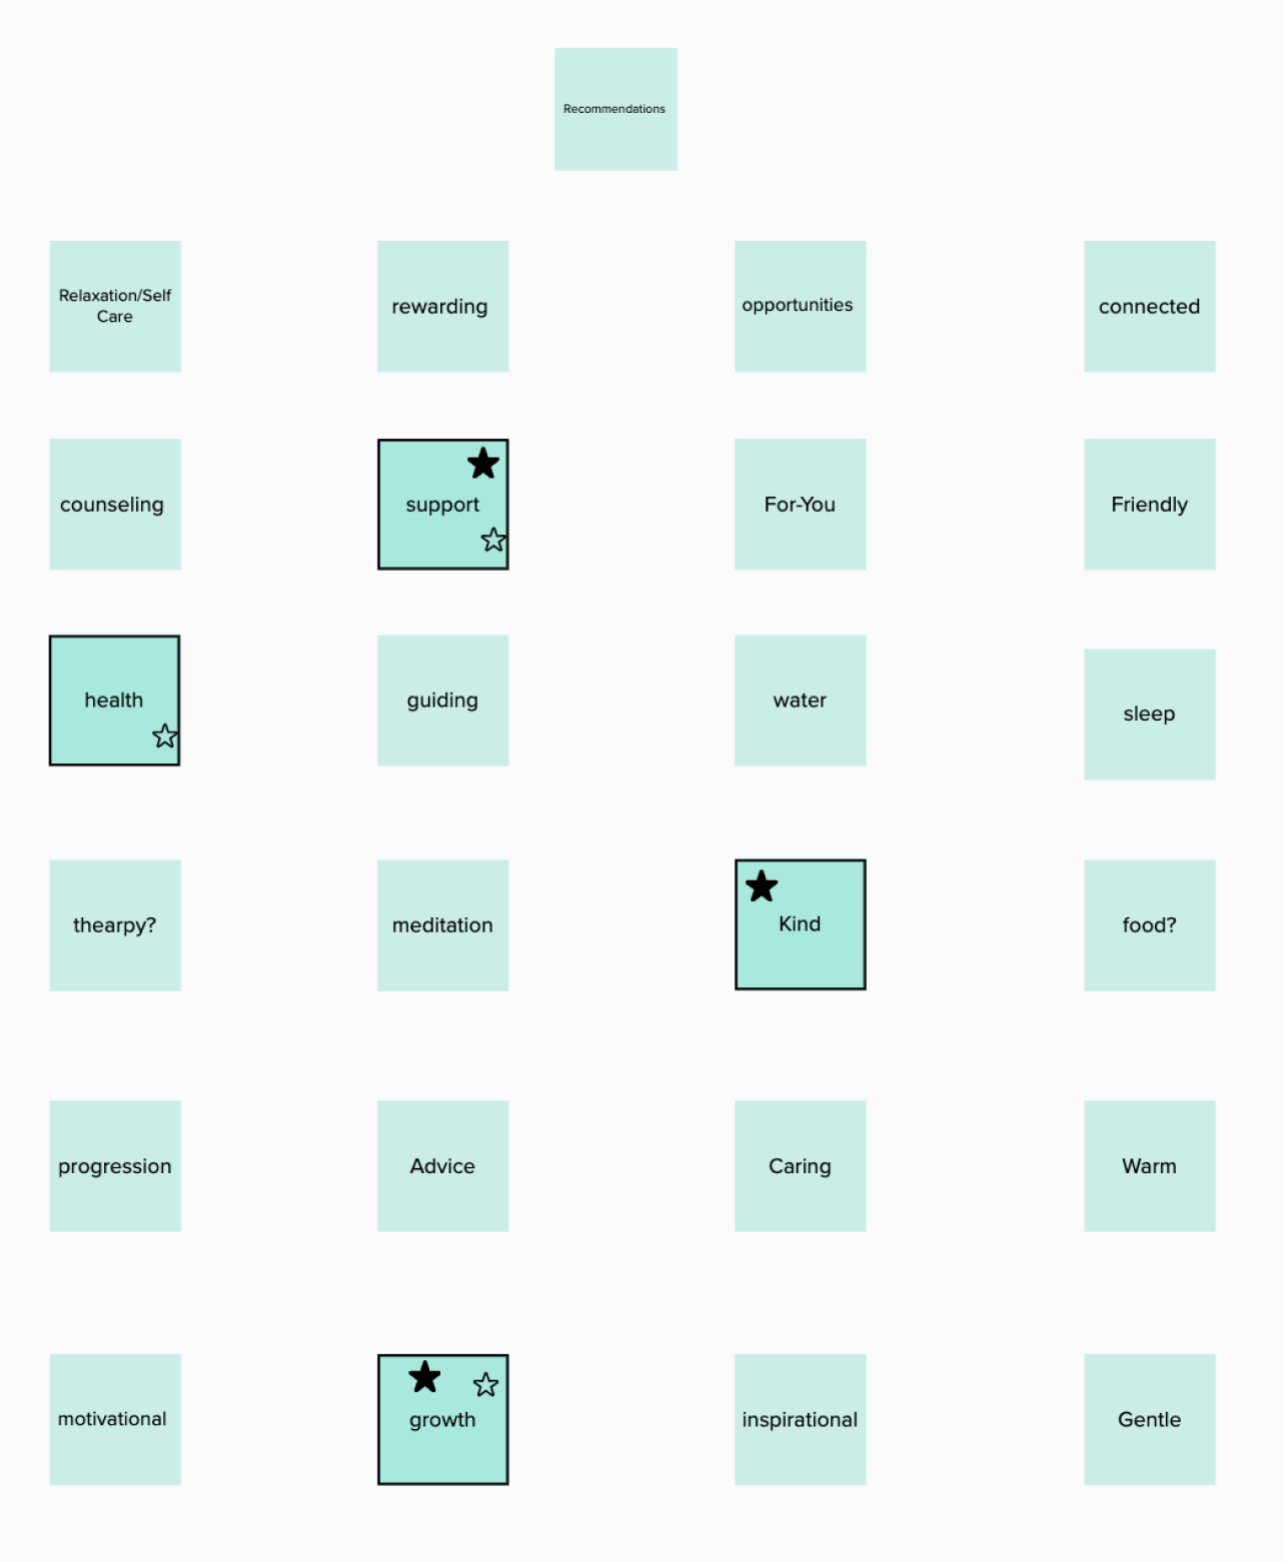 Recommendations
Relaxation/Self
Care
rewarding
opportunities
connected
counseling
support
For-You
Friendly
health
guiding
water
sleep
thearpy?
meditation
Kind
food?
progression
Advice
Caring
Warm
motivational
growth
inspirational
Gentle